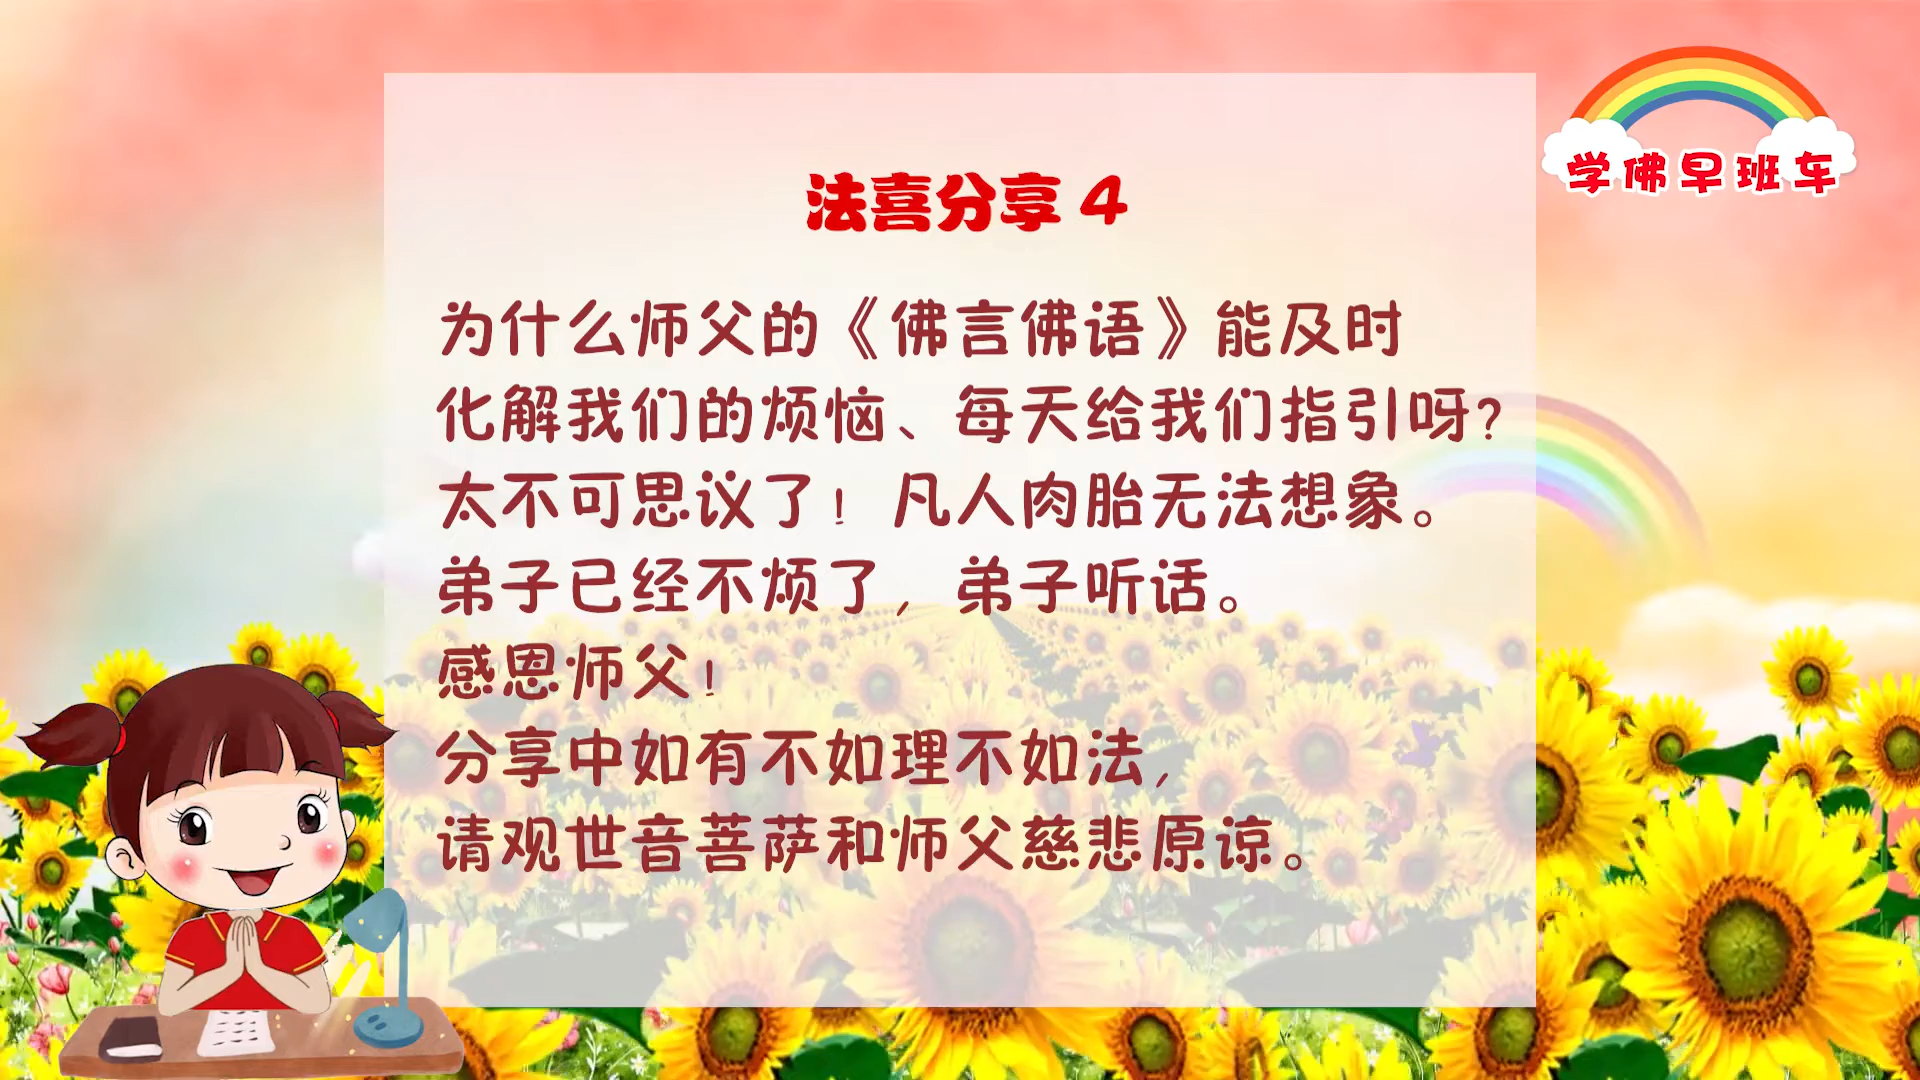 学佛早班车
法喜分享 4
为什么师父的《佛言佛语》能及时
化解我们的烦恼、每天给我们指引呀?
太不可思议了！凡人肉胎无法想象。
弟子已经不烦了，弟子听话。
感恩师父！
分享中如有不如理不如法，
请观世音菩萨和师父慈悲原谅。